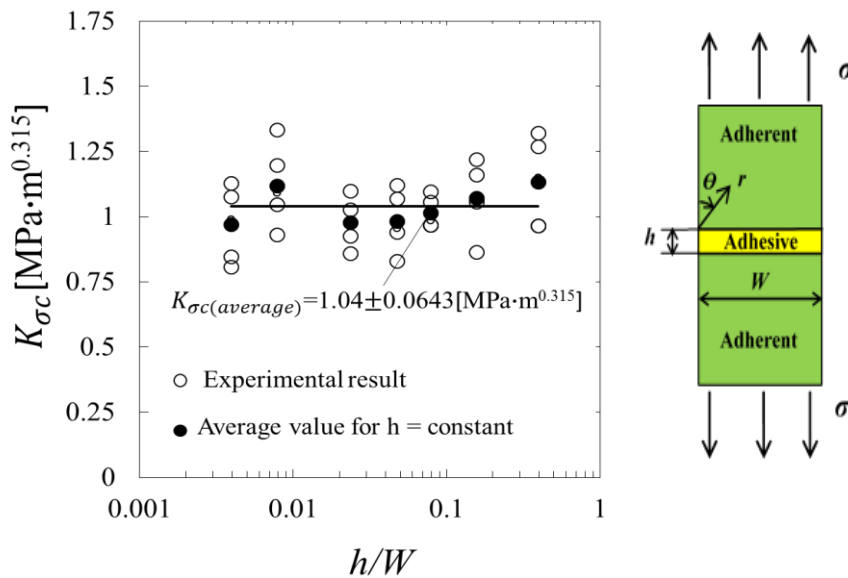 1.75
1.5
1.25
1
0.75
0.5
0.25
0
K_σc [MPa·m^0.315]
K_σc(average)=1.04±0.0643[MPa·m^0.315]
Experimental result
Average value for h = constant
0.001
0.01
0.1
1
h/W
σ
Adherent
θ
r
h
Adhesive
W
Adherent
σ